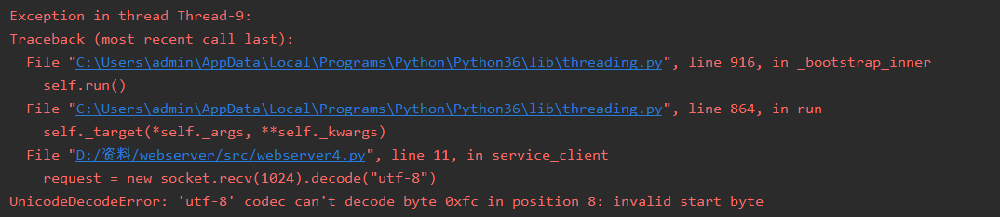 Exception in thread Thread-9:
Traceback (most recent call last):
  File "C:\Users\admin\AppData\Local\Programs\Python\Python36\lib\threading.py", line 916, in _bootstrap_inner
    self.run()
  File "C:\Users\admin\AppData\Local\Programs\Python\Python36\lib\threading.py", line 864, in run
    self._target(*self._args, **self._kwargs)
  File "D:/资料/webserver/src/webserver4.py", line 11, in service_client
    request = new_socket.recv(1024).decode("utf-8")
UnicodeDecodeError: 'utf-8' codec can't decode byte 0xfc in position 8: invalid start byte